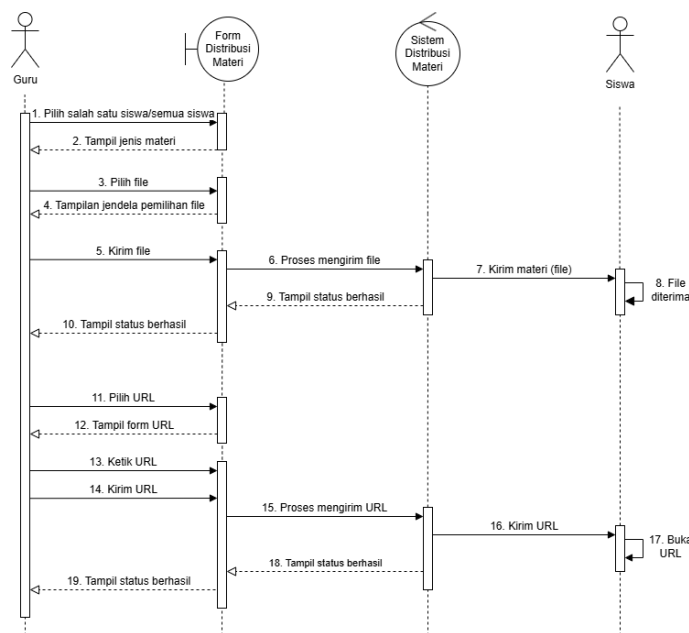 Form
Distribusi
Materi
Sistem
Distribusi
Materi
Guru
Siswa
1. Pilih salah satu siswa/semua siswa
2. Tampil jenis materi
3. Pilih file
4. Tampilan jendela pemilihan file
5. Kirim file
6. Proses mengirim file
7. Kirim materi (file)
8. File
diterima
9. Tampil status berhasil
10. Tampil status berhasil
11. Pilih URL
12. Tampil form URL
13. Ketik URL
14. Kirim URL
15. Proses mengirim URL
16. Kirim URL
17. Buka
URL
18. Tampil status berhasil
19. Tampil status berhasil